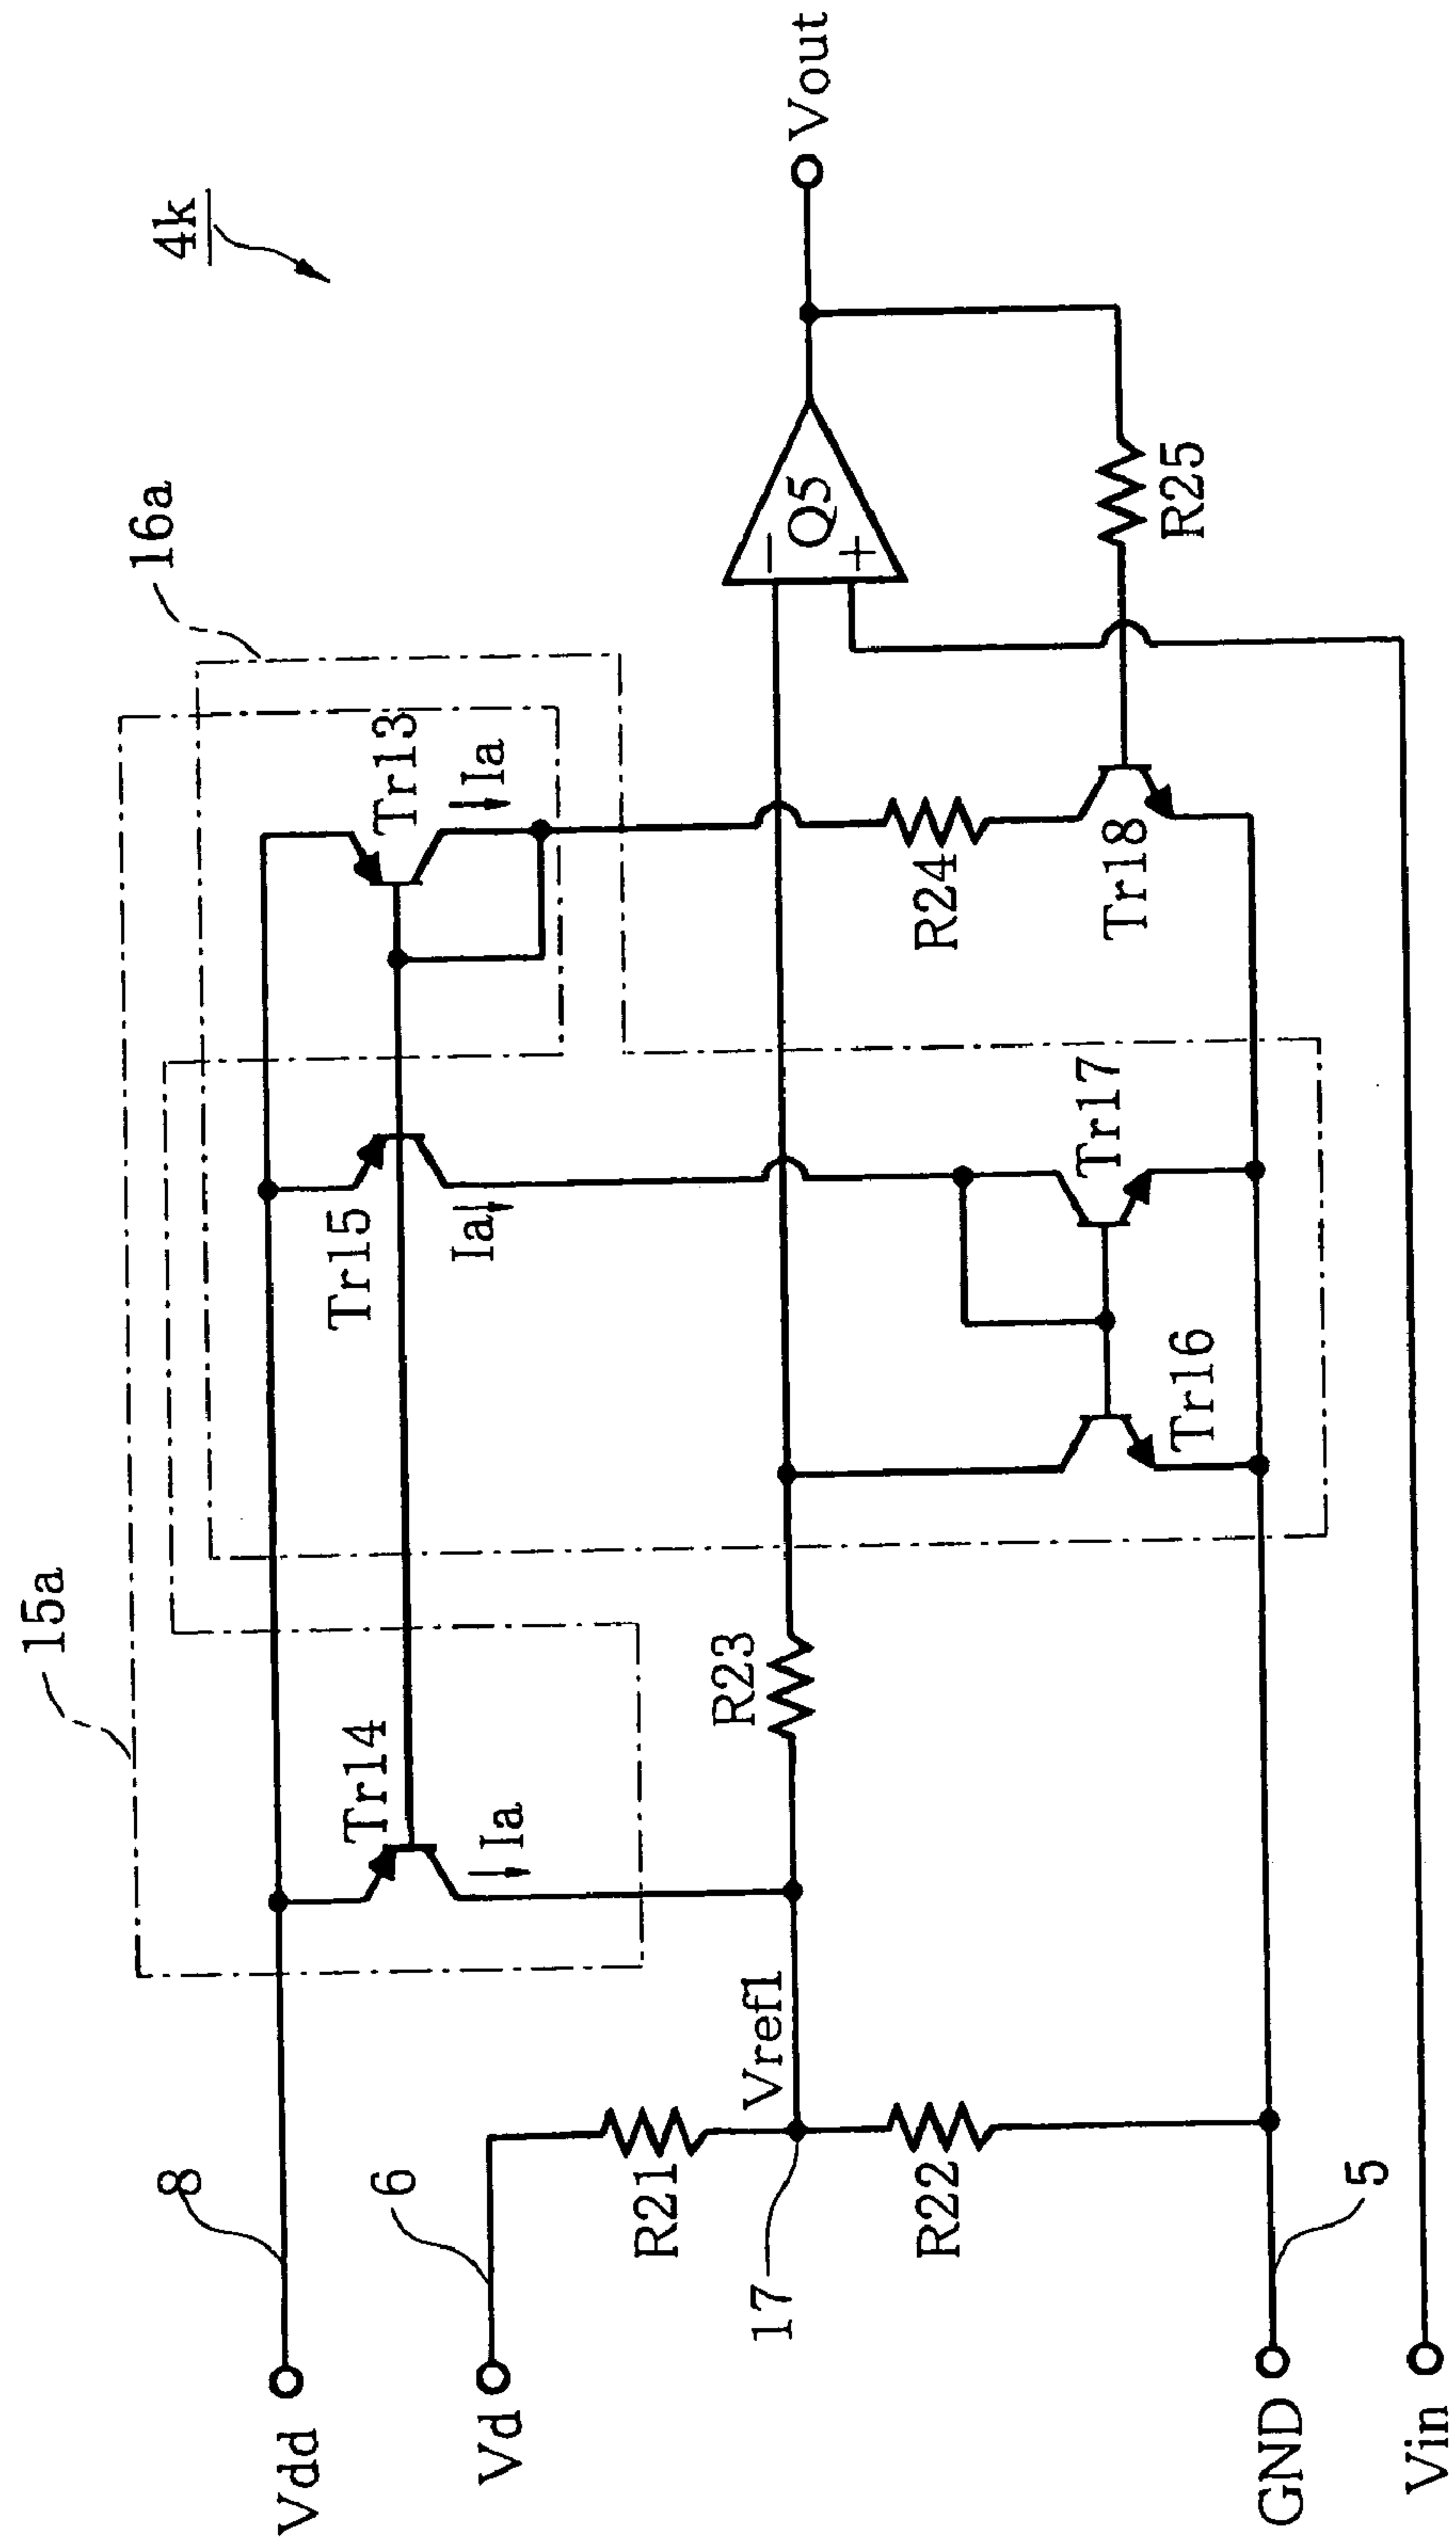 4k
16a
15a
Tr13
Ia
Tr15
Ia
Tr14
Ia
8
Vdd
6
Vd
R21
Vref1
17
R22
R23
Q5
−
+
Vout
R24
R25
Tr18
Tr17
Tr16
5
GND
Vin